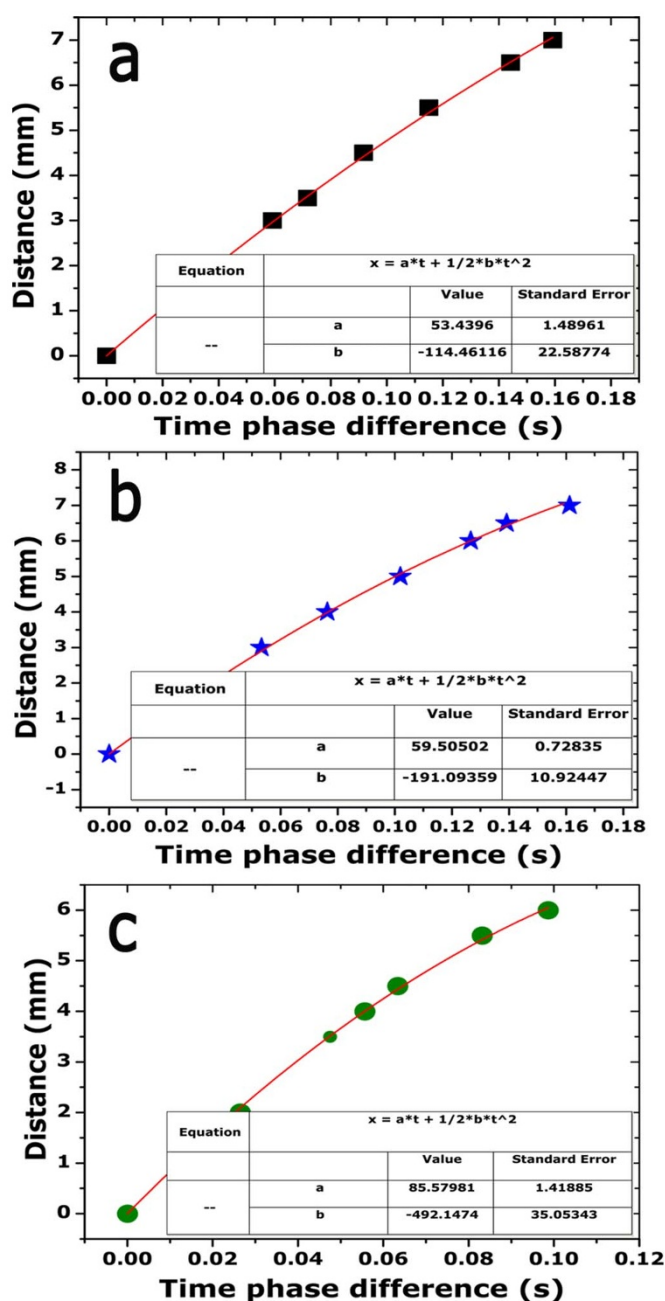 a
7
6
5
4
3
2
1
0
Distance (mm)
Equation x = a*t + 1/2*b*t^2
Value Standard Error
-- a 53.4396 1.48961
b -114.46116 22.58774
0.00 0.02 0.04 0.06 0.08 0.10 0.12 0.14 0.16 0.18
Time phase difference (s)
b
8
7
6
5
4
3
2
1
0
-1
Distance (mm)
Equation x = a*t + 1/2*b*t^2
Value Standard Error
-- a 59.50502 0.72835
b -191.09359 10.92447
0.00 0.02 0.04 0.06 0.08 0.10 0.12 0.14 0.16 0.18
Time phase difference (s)
c
6
5
4
3
2
1
0
Distance (mm)
Equation x = a*t + 1/2*b*t^2
Value Standard Error
-- a 85.57981 1.41885
b -492.1474 35.05343
0.00 0.02 0.04 0.06 0.08 0.10 0.12
Time phase difference (s)